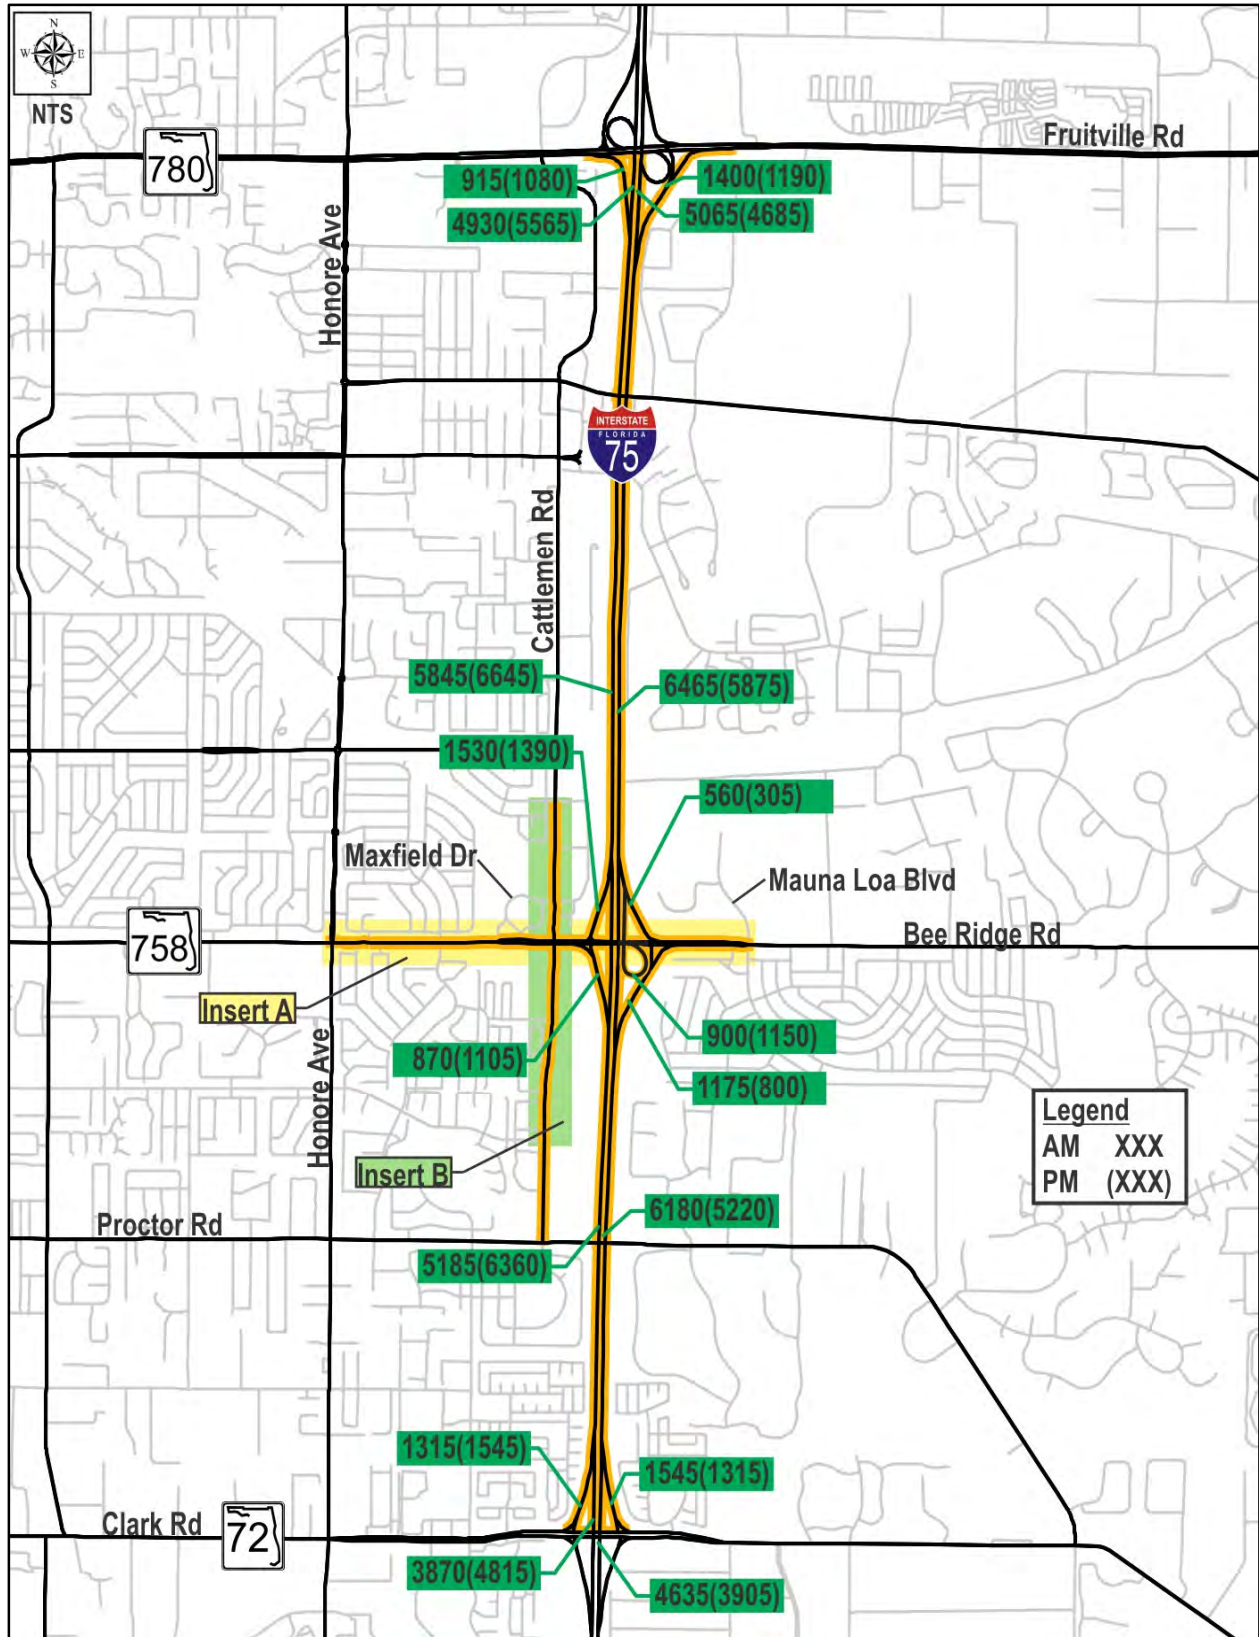 N
W E
S
NTS
780
Fruitville Rd
915(1080)
1400(1190)
4930(5565)
5065(4685)
Honore Ave
INTERSTATE
FLORIDA
75
Cattlemen Rd
5845(6645)
6465(5875)
1530(1390)
560(305)
Maxfield Dr
Mauna Loa Blvd
758
Bee Ridge Rd
Insert A
900(1150)
870(1105)
1175(800)
Honore Ave
Legend
AM XXX
PM (XXX)
Insert B
6180(5220)
Proctor Rd
5185(6360)
1315(1545)
1545(1315)
Clark Rd
72
3870(4815)
4635(3905)